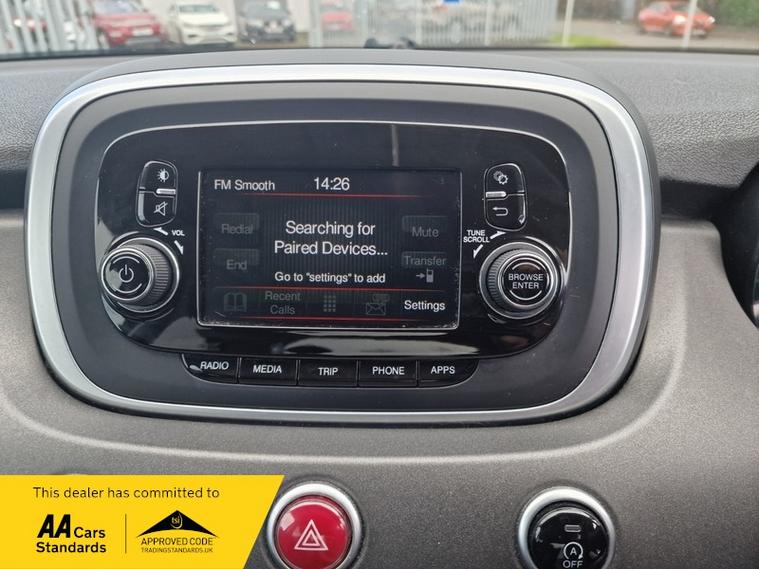 FM Smooth 14:26
Searching for
Paired Devices...
Go to "settings" to add
Redial
End
Mute
Transfer
Recent
Calls
Settings
VOL
TUNE
SCROLL
BROWSE
ENTER
RADIO MEDIA TRIP PHONE APPS
A
OFF
This dealer has committed to
AA Cars
Standards
tsi
APPROVED CODE
TRADINGSTANDARDS.UK